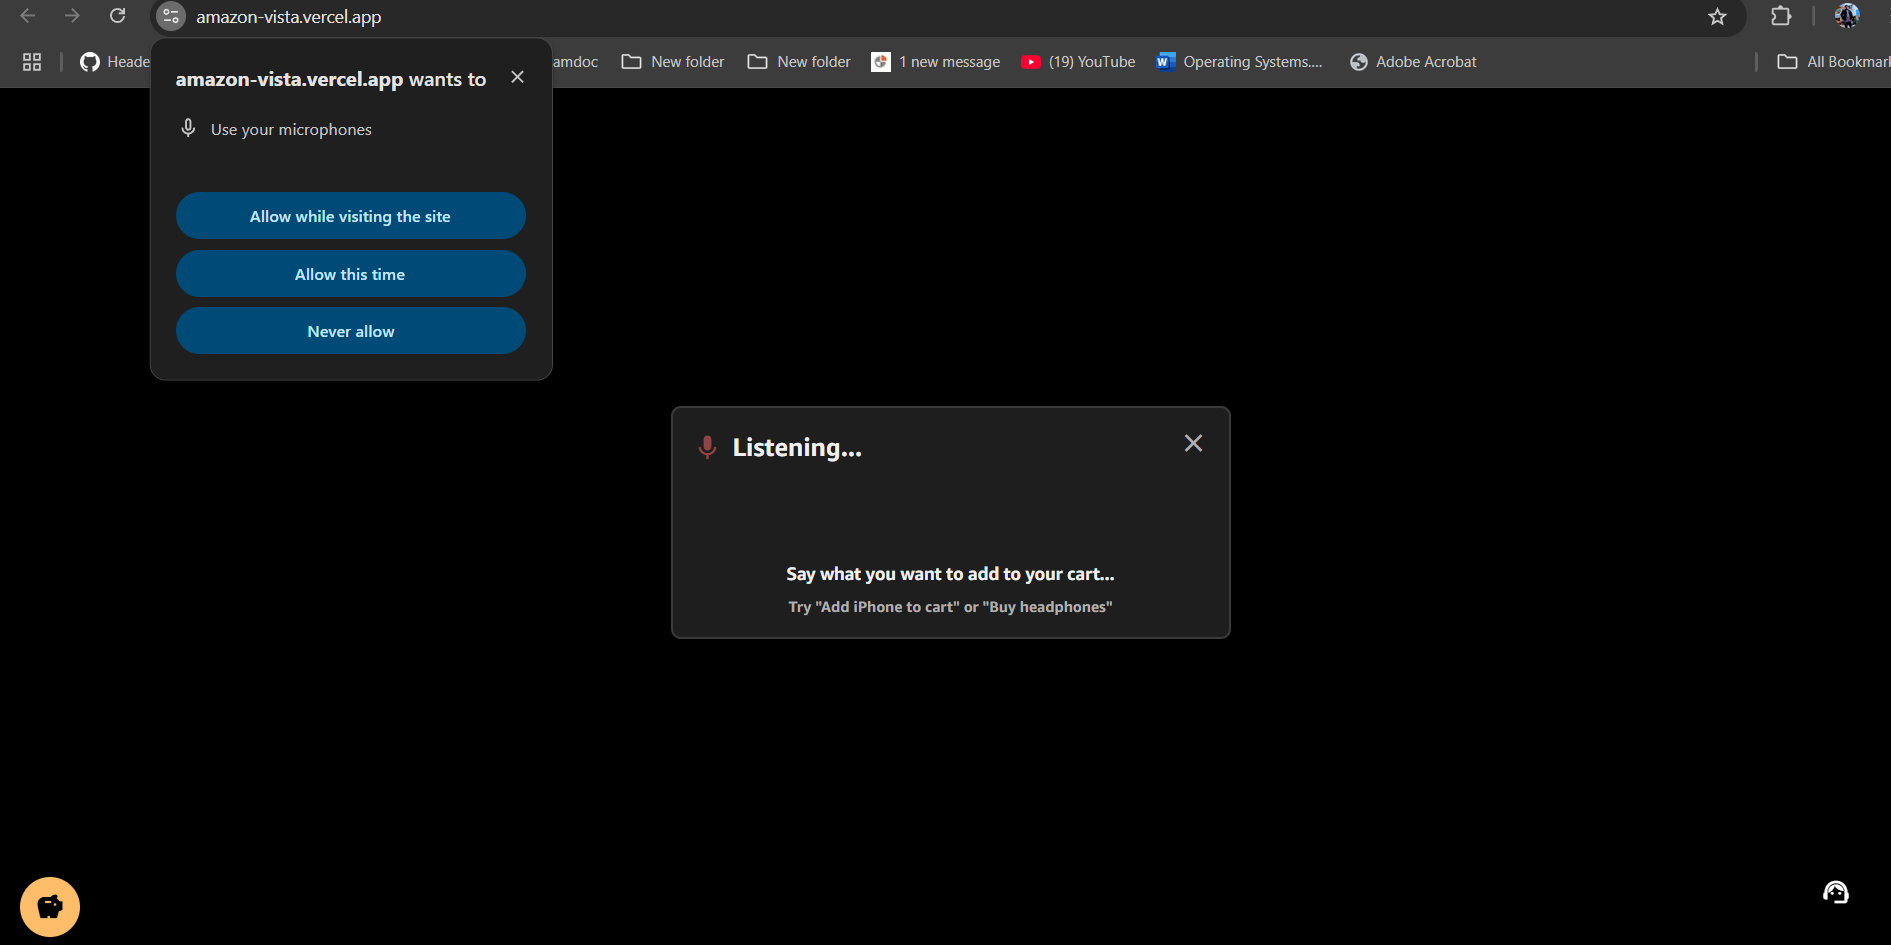 amazon-vista.vercel.app
Heade
amdoc
New folder
New folder
1 new message
(19) YouTube
Operating Systems....
Adobe Acrobat
All Bookmar
amazon-vista.vercel.app wants to
Use your microphones
Allow while visiting the site
Allow this time
Never allow
Listening...
Say what you want to add to your cart...
Try "Add iPhone to cart" or "Buy headphones"